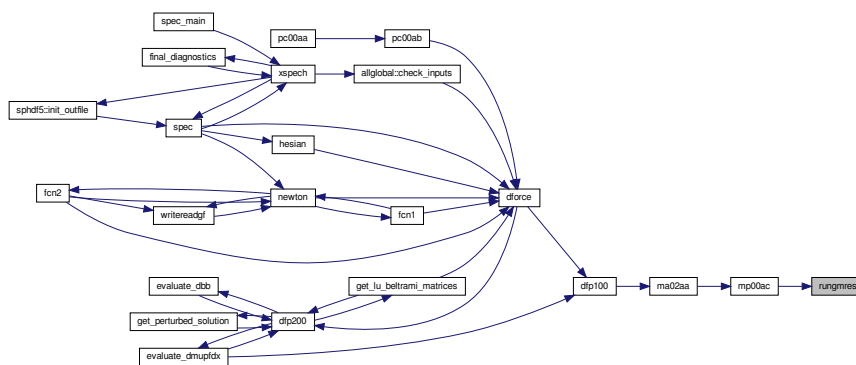 spec_main
pc00aa
pc00ab
final_diagnostics
xspech
allglobal::check_inputs
sphdf5::init_outfile
spec
hesian
fcn2
newton
dforce
writereadgf
fcn1
evaluate_dbb
get_lu_beltrami_matrices
dfp100
ma02aa
mp00ac
rungmres
get_perturbed_solution
dfp200
evaluate_dmupfdx